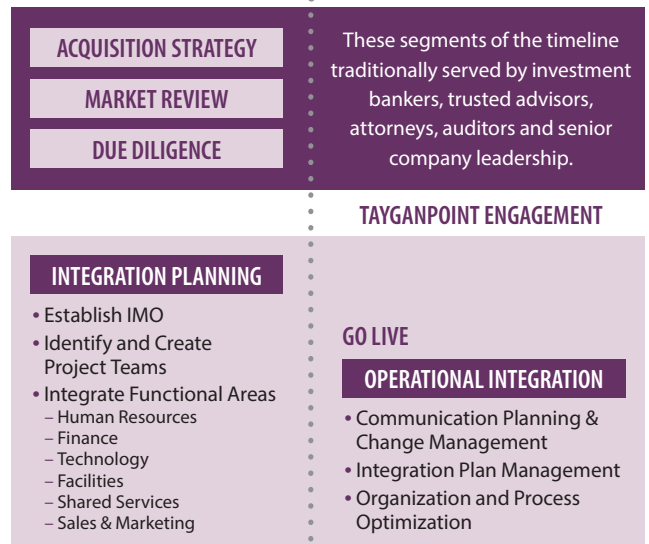 ACQUISITION STRATEGY
MARKET REVIEW
DUE DILIGENCE
These segments of the timeline
traditionally served by investment
bankers, trusted advisors,
attorneys, auditors and senior
company leadership.
TAYGANPOINT ENGAGEMENT
INTEGRATION PLANNING
• Establish IMO
• Identify and Create
Project Teams
• Integrate Functional Areas
– Human Resources
– Finance
– Technology
– Facilities
– Shared Services
– Sales & Marketing
GO LIVE
OPERATIONAL INTEGRATION
• Communication Planning &
Change Management
• Integration Plan Management
• Organization and Process
Optimization